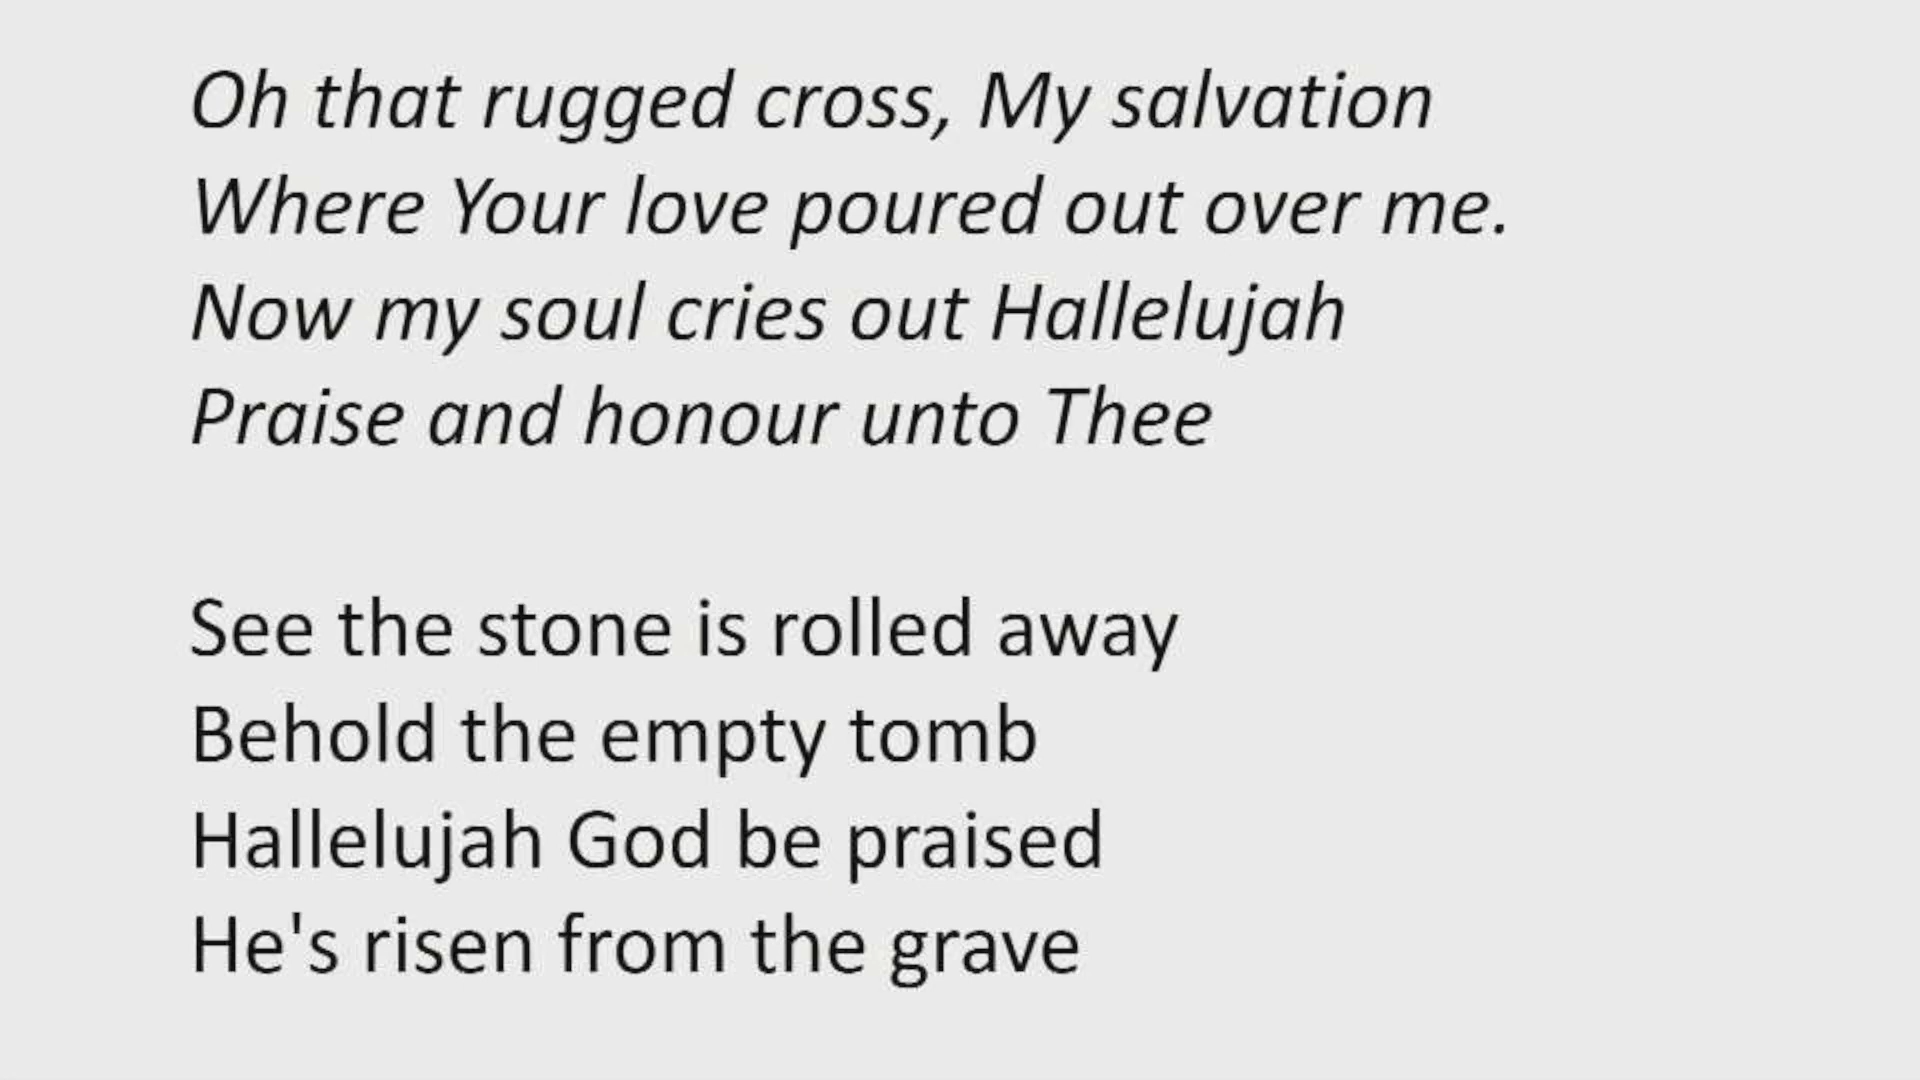 Oh that rugged cross, My salvation
Where Your love poured out over me.
Now my soul cries out Hallelujah
Praise and honour unto Thee
See the stone is rolled away
Behold the empty tomb
Hallelujah God be praised
He's risen from the grave